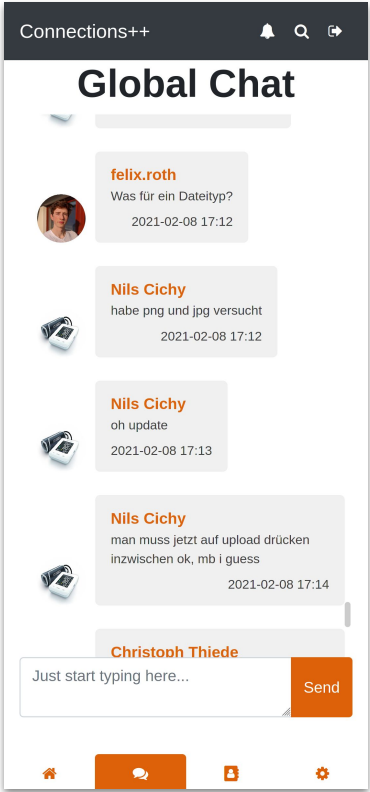 Connections++
Global Chat
felix.roth
Was für ein Dateityp?
2021-02-08 17:12
Nils Cichy
habe png und jpg versucht
2021-02-08 17:12
Nils Cichy
oh update
2021-02-08 17:13
Nils Cichy
man muss jetzt auf upload drücken
inzwischen ok, mb i guess
2021-02-08 17:14
Christoph Thiede
Just start typing here...
Send